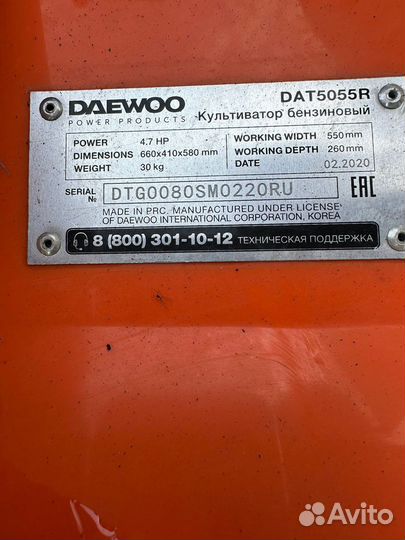 DAEWOO
POWER PRODUCTS
DAT5055R
Культиватор бензиновый
POWER 4.7 HP
DIMENSIONS 660x410x580 mm
WEIGHT 30 kg
WORKING WIDTH 550 mm
WORKING DEPTH 260 mm
DATE 02.2020
SERIAL № DTG0080SM0220RU
EAC
MADE IN PRC. MANUFACTURED UNDER LICENSE
OF DAEWOO INTERNATIONAL CORPORATION, KOREA
8 (800) 301-10-12 ТЕХНИЧЕСКАЯ ПОДДЕРЖКА
Avito